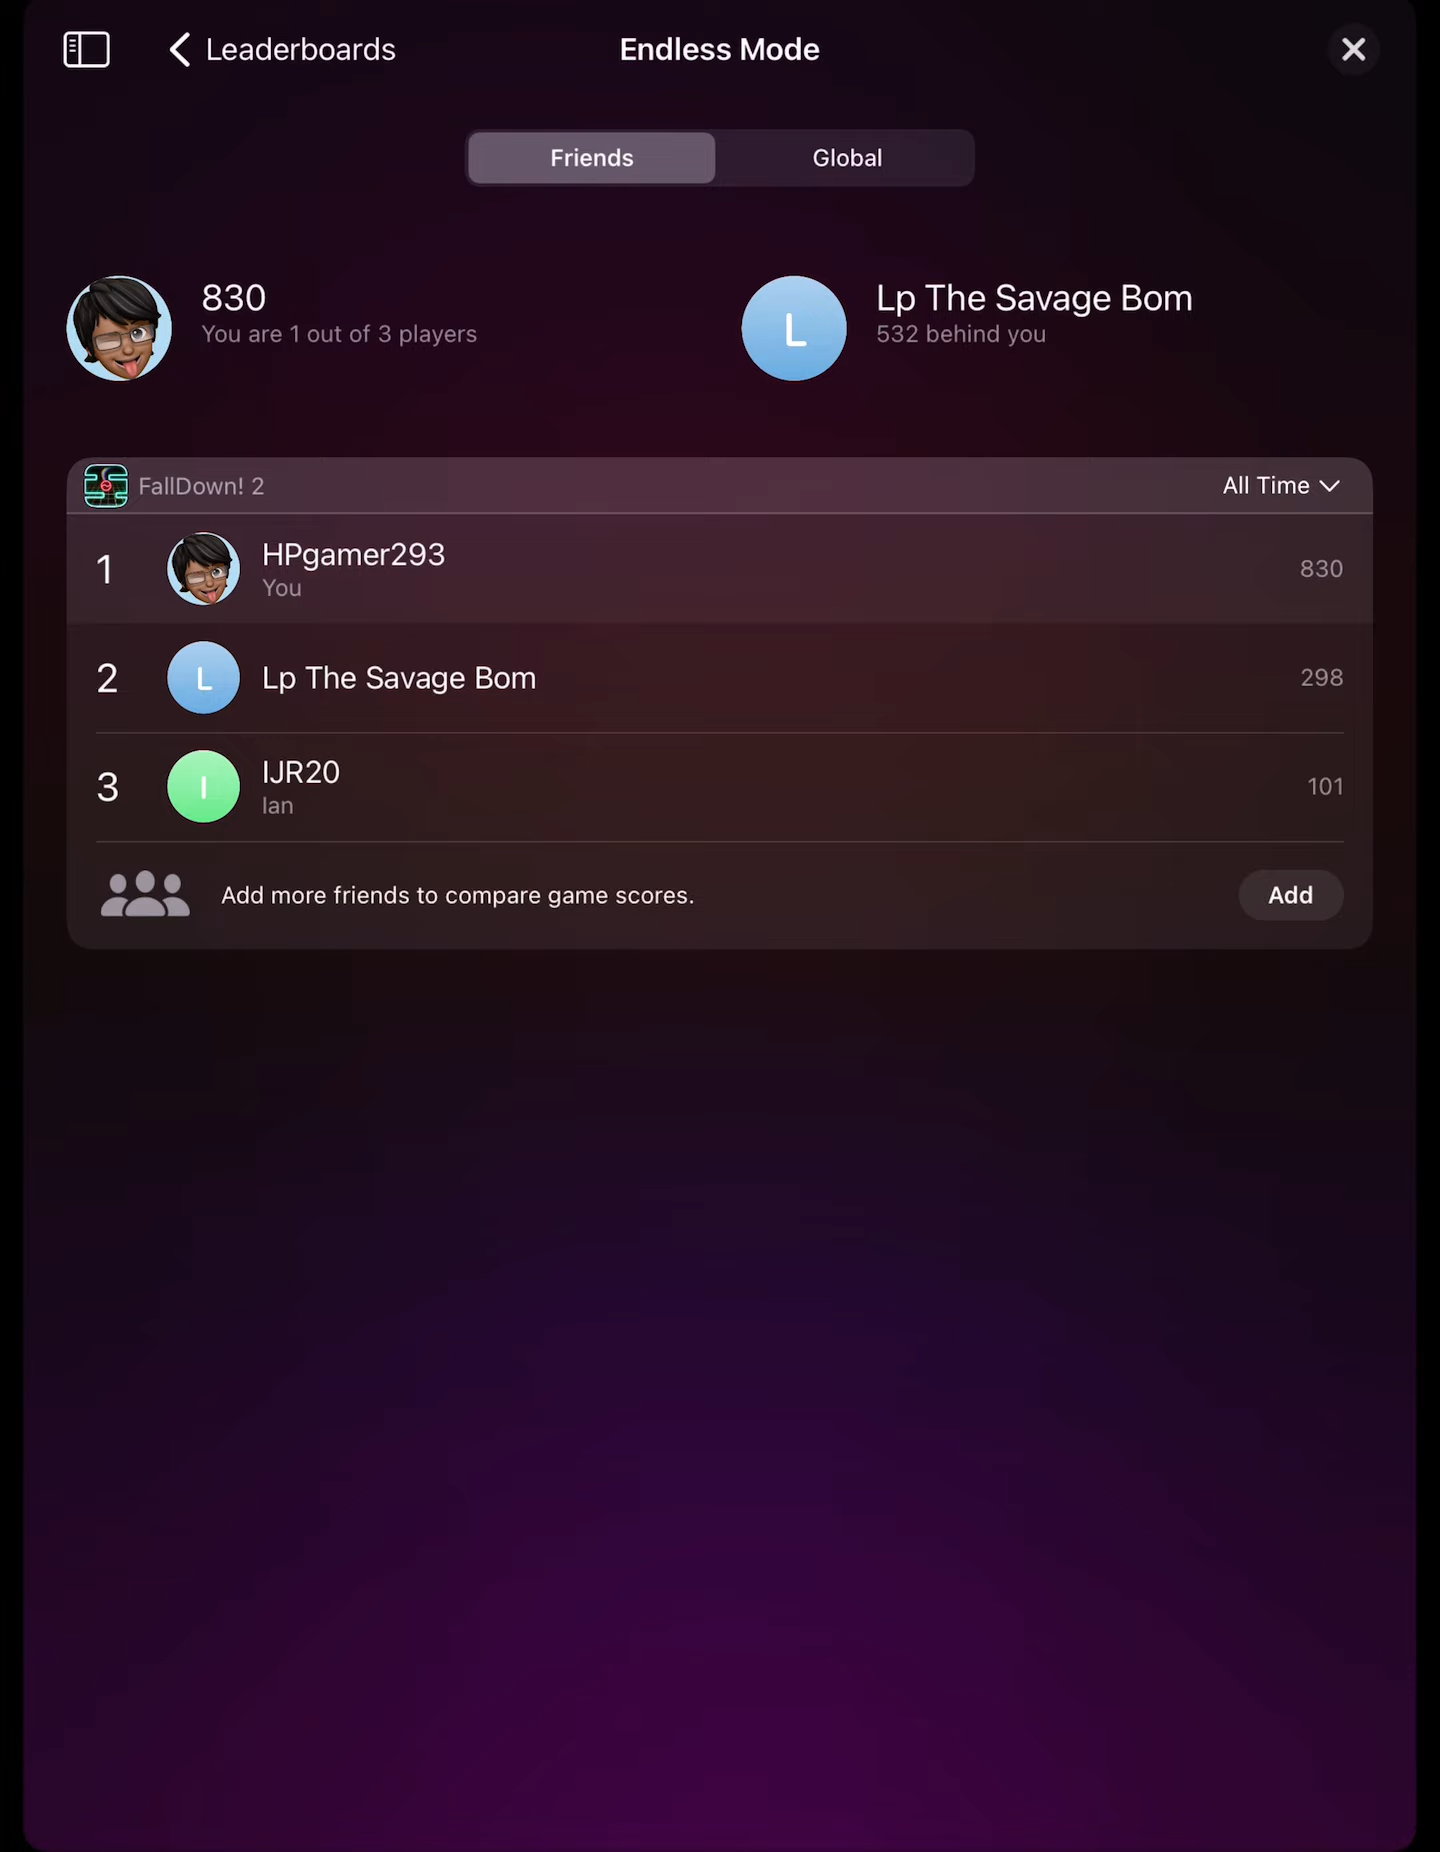 Leaderboards
Endless Mode
Friends
Global
830
You are 1 out of 3 players
L
Lp The Savage Bom
532 behind you
FallDown! 2
All Time
1
HPgamer293
You
830
2
L
Lp The Savage Bom
298
3
I
IJR20
Ian
101
Add more friends to compare game scores.
Add